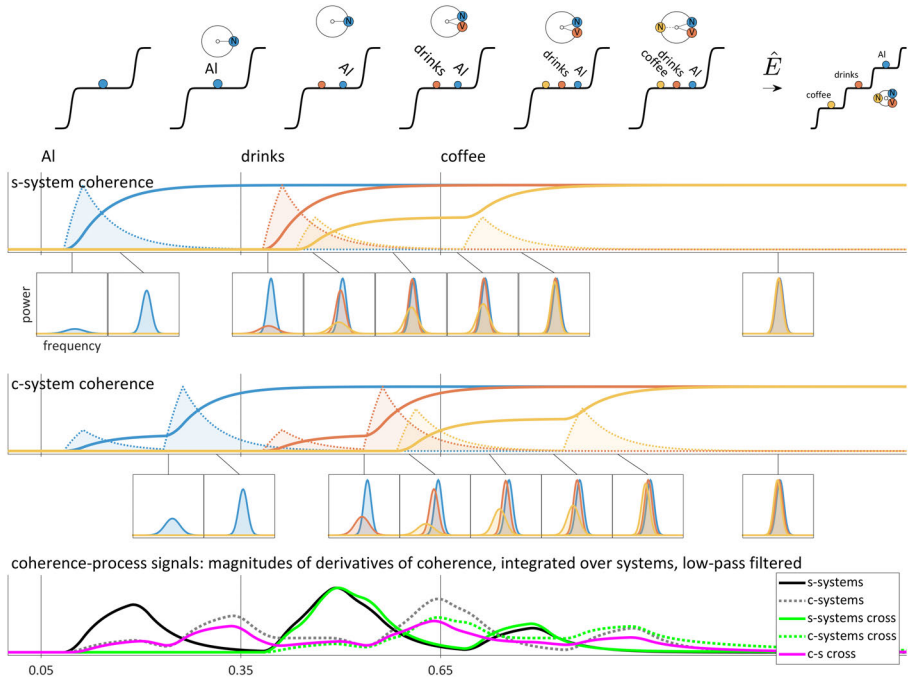 N
N
N
V
N
V
N
N
V
Al
drinks
Al
drinks
Al
coffee
drinks
Al
Al
Ê
Al
drinks
coffee
N
N
V
Al
drinks
coffee
s-system coherence
power
frequency
c-system coherence
coherence-process signals: magnitudes of derivatives of coherence, integrated over systems, low-pass filtered
s-systems
c-systems
s-systems cross
c-systems cross
c-s cross
0.05
0.35
0.65